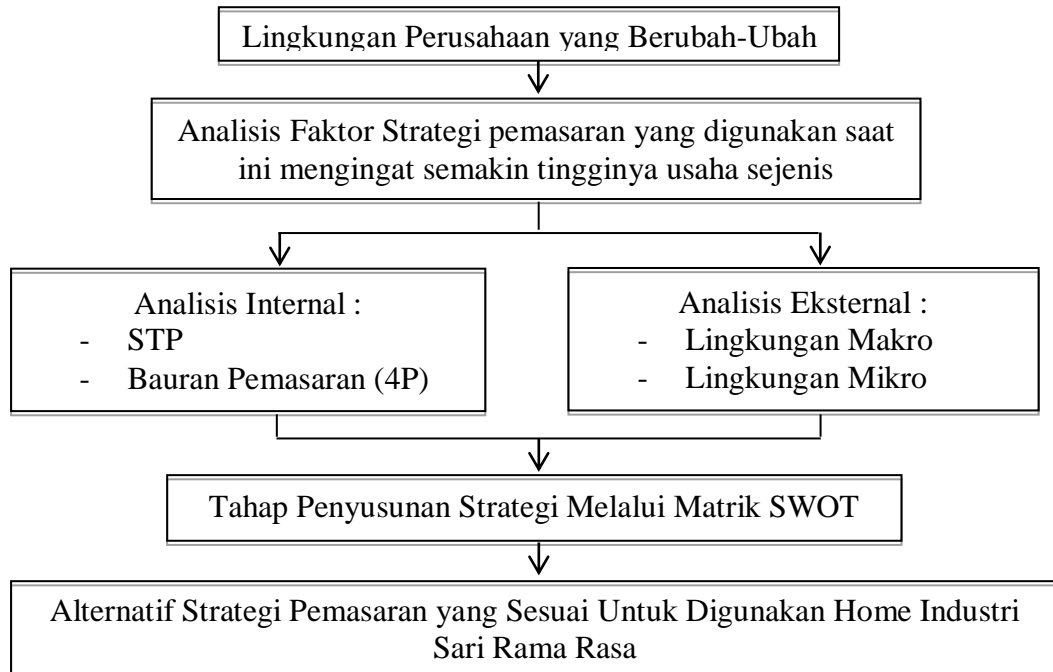 Lingkungan Perusahaan yang Berubah-Ubah
Analisis Faktor Strategi pemasaran yang digunakan saat
ini mengingat semakin tingginya usaha sejenis
Analisis Internal :
- STP
- Bauran Pemasaran (4P)
Analisis Eksternal :
- Lingkungan Makro
- Lingkungan Mikro
Tahap Penyusunan Strategi Melalui Matrik SWOT
Alternatif Strategi Pemasaran yang Sesuai Untuk Digunakan Home Industri
Sari Rama Rasa